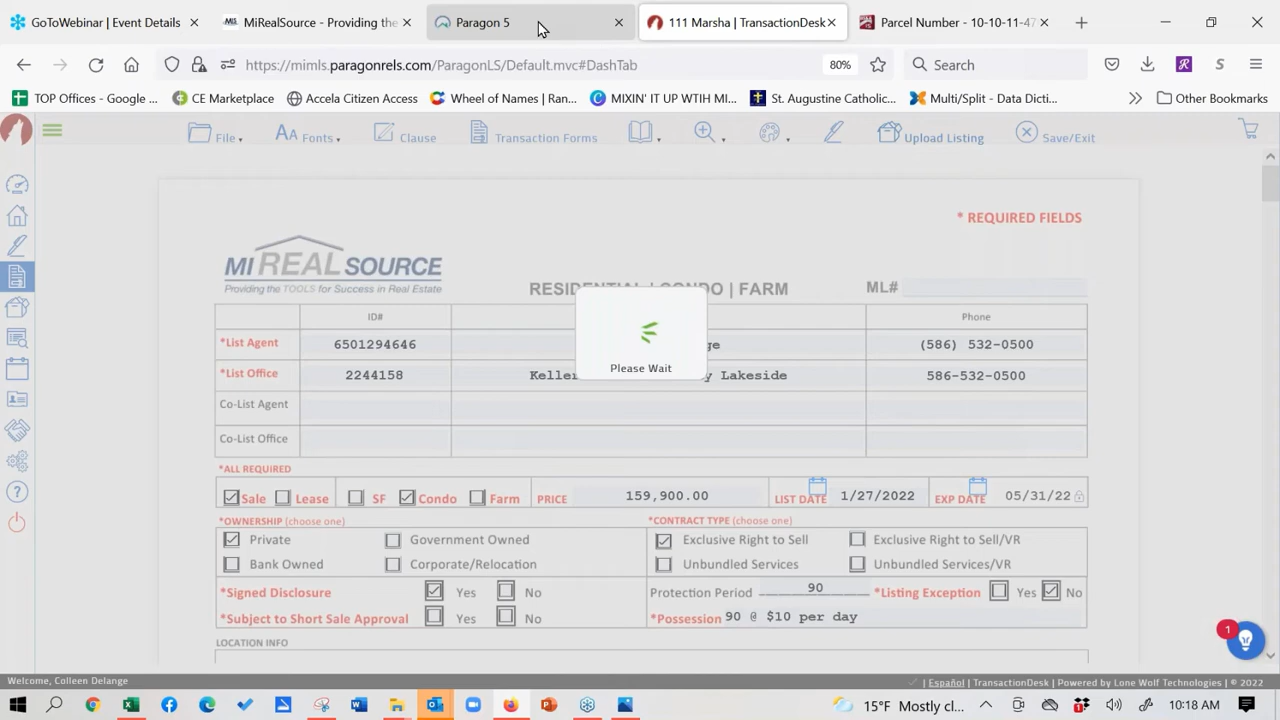 GoToWebinar | Event Details
MiRealSource - Providing the
Paragon 5
111 Marsha | TransactionDesk
Parcel Number - 10-10-11-47
https://mimls.paragonrels.com/ParagonLS/Default.mvc#DashTab
80%
Search
TOP Offices - Google ...
CE Marketplace
Accela Citizen Access
Wheel of Names | Ran...
MIXIN' IT UP WTIH MI...
St. Augustine Catholic...
Multi/Split - Data Dicti...
Other Bookmarks
File
Fonts
Clause
Transaction Forms
Upload Listing
Save/Exit
* REQUIRED FIELDS
MI REAL SOURCE
Providing the TOOLS for Success in Real Estate
RESIDENTIAL | CONDO | FARM
ML#
ID#
Phone
*List Agent 6501294646 ge (586) 532-0500
*List Office 2244158 Keller y Lakeside 586-532-0500
Co-List Agent
Co-List Office
Please Wait
*ALL REQUIRED
Sale Lease SF Condo Farm PRICE 159,900.00 LIST DATE 1/27/2022 EXP DATE 05/31/22
*OWNERSHIP (choose one) *CONTRACT TYPE (choose one)
Private Government Owned Exclusive Right to Sell Exclusive Right to Sell/VR
Bank Owned Corporate/Relocation Unbundled Services Unbundled Services/VR
*Signed Disclosure Yes No Protection Period 90 *Listing Exception Yes No
*Subject to Short Sale Approval Yes No *Possession 90 @ $10 per day
LOCATION INFO
1
Welcome, Colleen Delange
| Español | TransactionDesk | Powered by Lone Wolf Technologies | © 2022
15°F Mostly cl...
10:18 AM